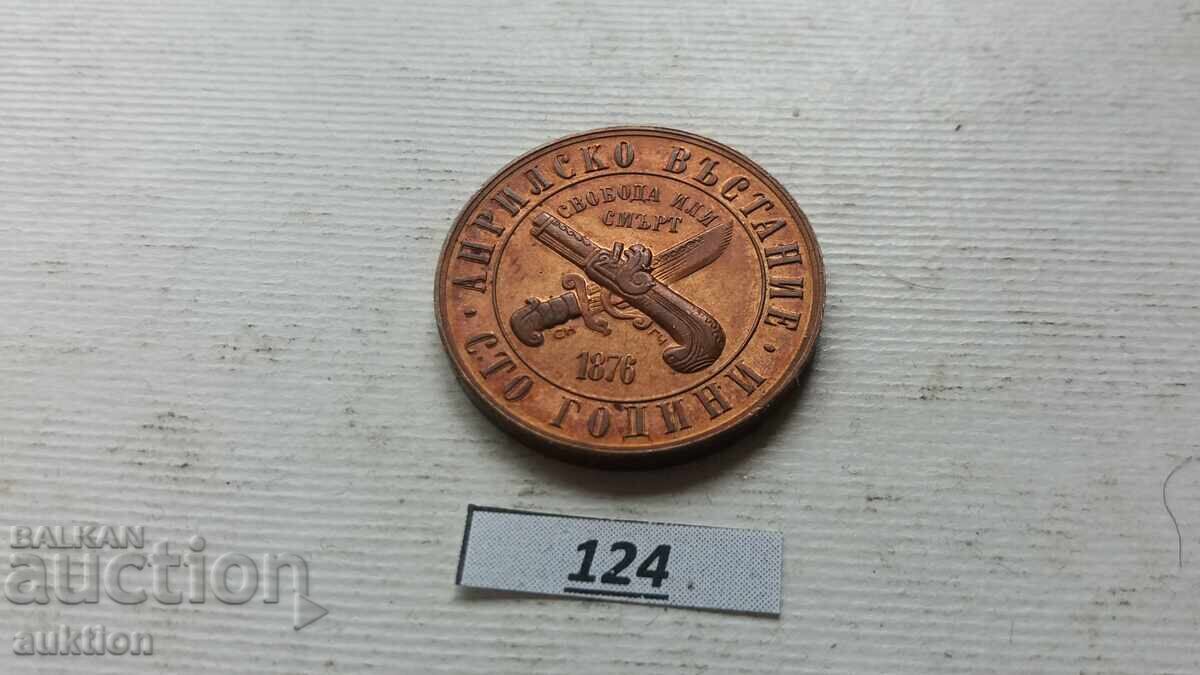 АПРИЛСКО ВЪСТАНИЕ
СВОБОДА ИЛИ
СМЪРТ
1876
· СТО ГОДИНИ ·
124
BALKAN
auction
auktion